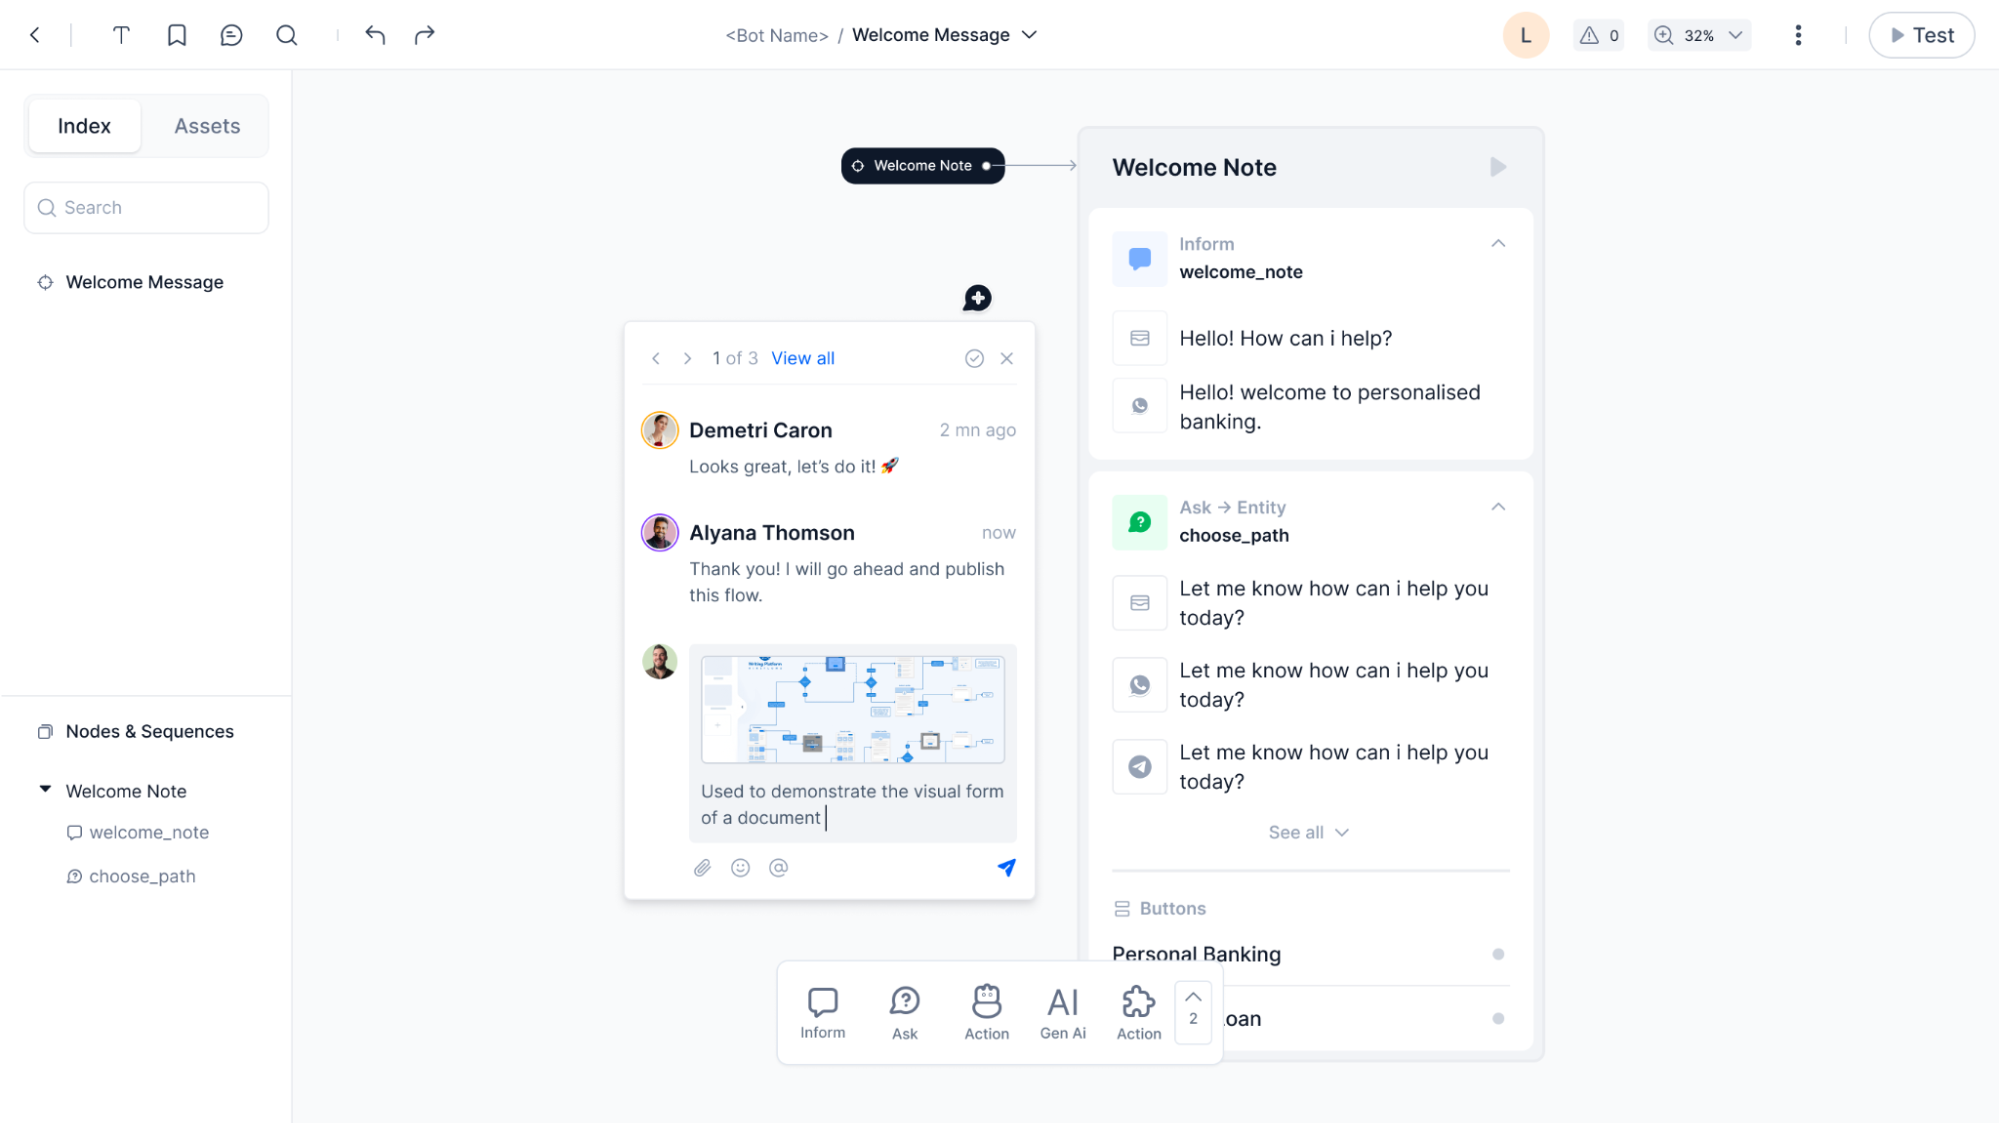 <Bot Name> / Welcome Message
L
0
32%
Test
Index
Assets
Search
Welcome Message
Nodes & Sequences
Welcome Note
welcome_note
choose_path
Welcome Note
1 of 3 View all
Demetri Caron
2 mn ago
Looks great, let’s do it! 🚀
Alyana Thomson
now
Thank you! I will go ahead and publish
this flow.
Used to demonstrate the visual form
of a document
Welcome Note
Inform
welcome_note
Hello! How can i help?
Hello! welcome to personalised
banking.
Ask → Entity
choose_path
Let me know how can i help you
today?
Let me know how can i help you
today?
Let me know how can i help you
today?
See all
Buttons
Personal Banking
oan
Inform
Ask
Action
AI
Gen Ai
Action
2